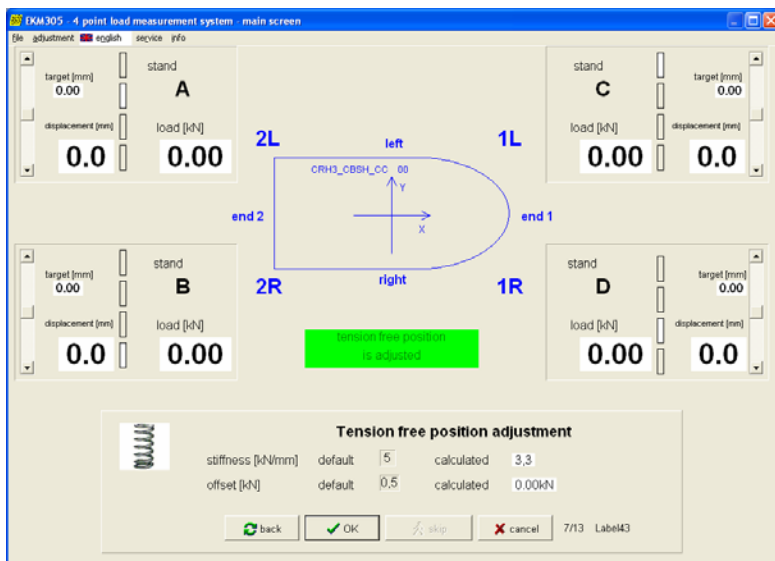 EKM305 - 4 point load measurement system - main screen
file adjustment english service info
stand
A
target [mm]
0.00
displacement [mm]
0.0
load [kN]
0.00
stand
C
target [mm]
0.00
load [kN]
0.00
displacement [mm]
0.0
2L
left
1L
CRH3_CBSH_CC 00
Y
X
end 2
end 1
2R
right
1R
stand
B
target [mm]
0.00
displacement [mm]
0.0
load [kN]
0.00
stand
D
target [mm]
0.00
load [kN]
0.00
displacement [mm]
0.0
tension free position
is adjusted
Tension free position adjustment
stiffness [kN/mm] default 5 calculated 3,3
offset [kN] default 0,5 calculated 0.00kN
back OK skip cancel 7/13 Label43